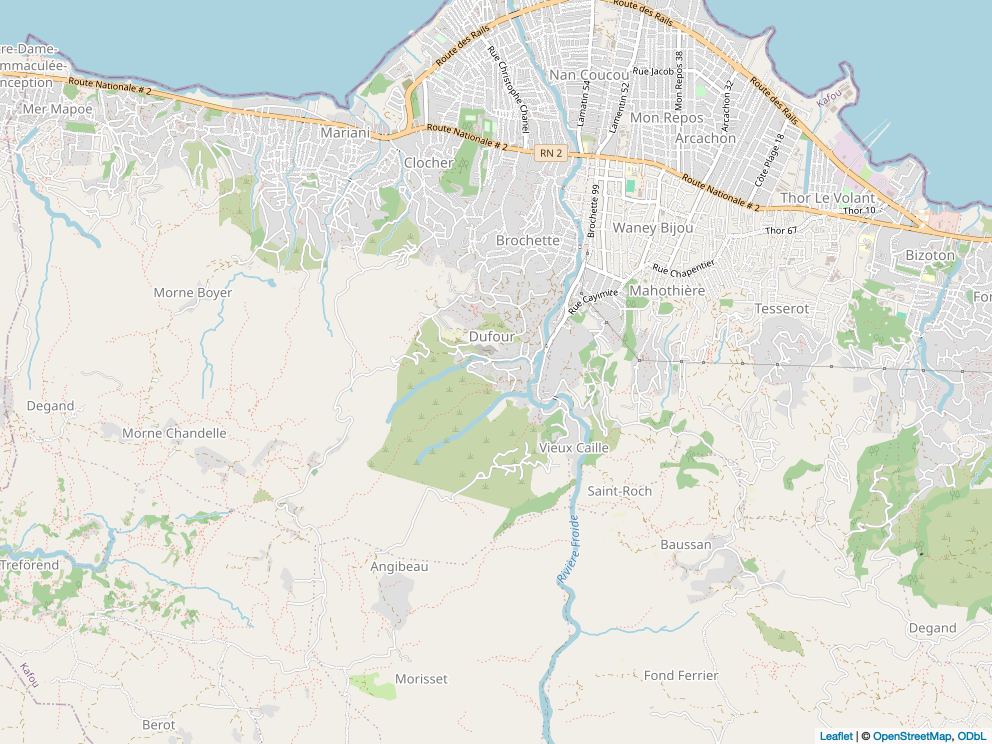 Route des Rails
Route des Rails
re-Dame-
mmaculée-
nception
Rue Christophe Chanel
Nan Coucou
Rue Jacob
Mon Repos 38
Route des Rails
Kafou
Route Nationale # 2
Mer Mapoe
Lamatin 54
Lamentin 52
Arcachon 32
Mon Repos
Mariani
Route Nationale # 2
Arcachon
Clocher
RN 2
Côte Plage 18
Route Nationale # 2
Thor Le Volant
Thor 10
Brochette 99
Waney Bijou
Thor 67
Brochette
Bizoton
Rue Chapentier
Morne Boyer
Rue Cayimite
Mahothière
Fon
Tesserot
Dufour
Degand
Morne Chandelle
Vieux Caille
Saint-Roch
Rivière Froide
Baussan
Treforend
Angibeau
Degand
Kafou
Morisset
Fond Ferrier
Berot
Leaflet | © OpenStreetMap, ODbL